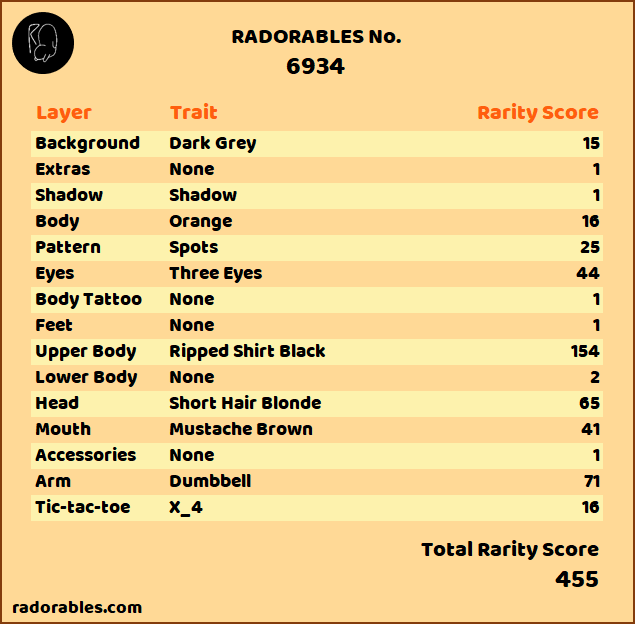 RADORABLES No.
6934
Layer Trait Rarity Score
Background Dark Grey 15
Extras None 1
Shadow Shadow 1
Body Orange 16
Pattern Spots 25
Eyes Three Eyes 44
Body Tattoo None 1
Feet None 1
Upper Body Ripped Shirt Black 154
Lower Body None 2
Head Short Hair Blonde 65
Mouth Mustache Brown 41
Accessories None 1
Arm Dumbbell 71
Tic-tac-toe X_4 16
Total Rarity Score
455
radorables.com